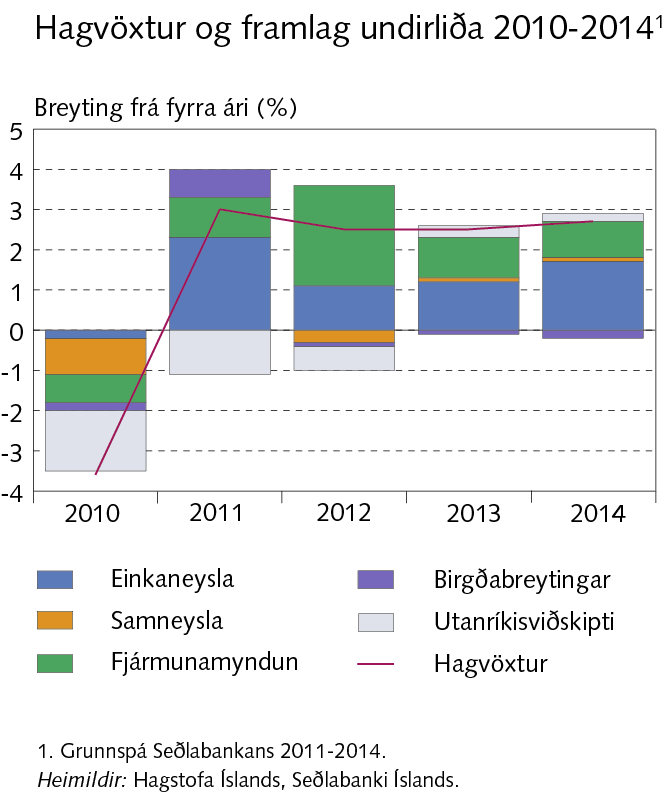 Hagvöxtur og framlag undirliða 2010-2014¹
Breyting frá fyrra ári (%)
5
4
3
2
1
0
-1
-2
-3
-4
2010 2011 2012 2013 2014
Einkaneysla
Samneysla
Fjármunamyndun
Birgðabreytingar
Utanríkisviðskipti
Hagvöxtur
1. Grunnspá Seðlabankans 2011-2014.
Heimildir: Hagstofa Íslands, Seðlabanki Íslands.